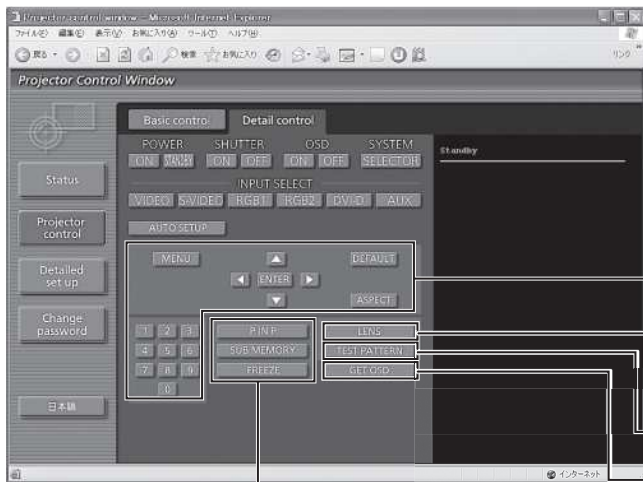 Projector control window - Microsoft Internet Explorer
ファイル(F) 編集(E) 表示(V) お気に入り(A) ツール(T) ヘルプ(H)
戻る 検索 お気に入り リンク
Projector Control Window
Basic control Detail control
POWER SHUTTER OSD SYSTEM
ON STANDBY ON OFF ON OFF SELECTOR
Standby
INPUT SELECT
VIDEO S-VIDEO RGB1 RGB2 DVI-D AUX
AUTO SETUP
MENU DEFAULT
ENTER
ASPECT
1 2 3 P IN P LENS
4 5 6 SUB MEMORY TEST PATTERN
7 8 9 FREEZE GET OSD
0
Status
Projector
control
Detailed
set up
Change
password
日本語
インターネット